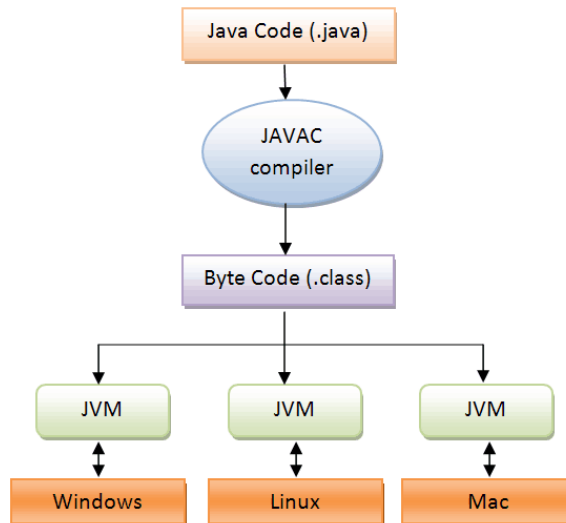 Java Code (.java)
JAVAC
compiler
Byte Code (.class)
JVM
JVM
JVM
Windows
Linux
Mac